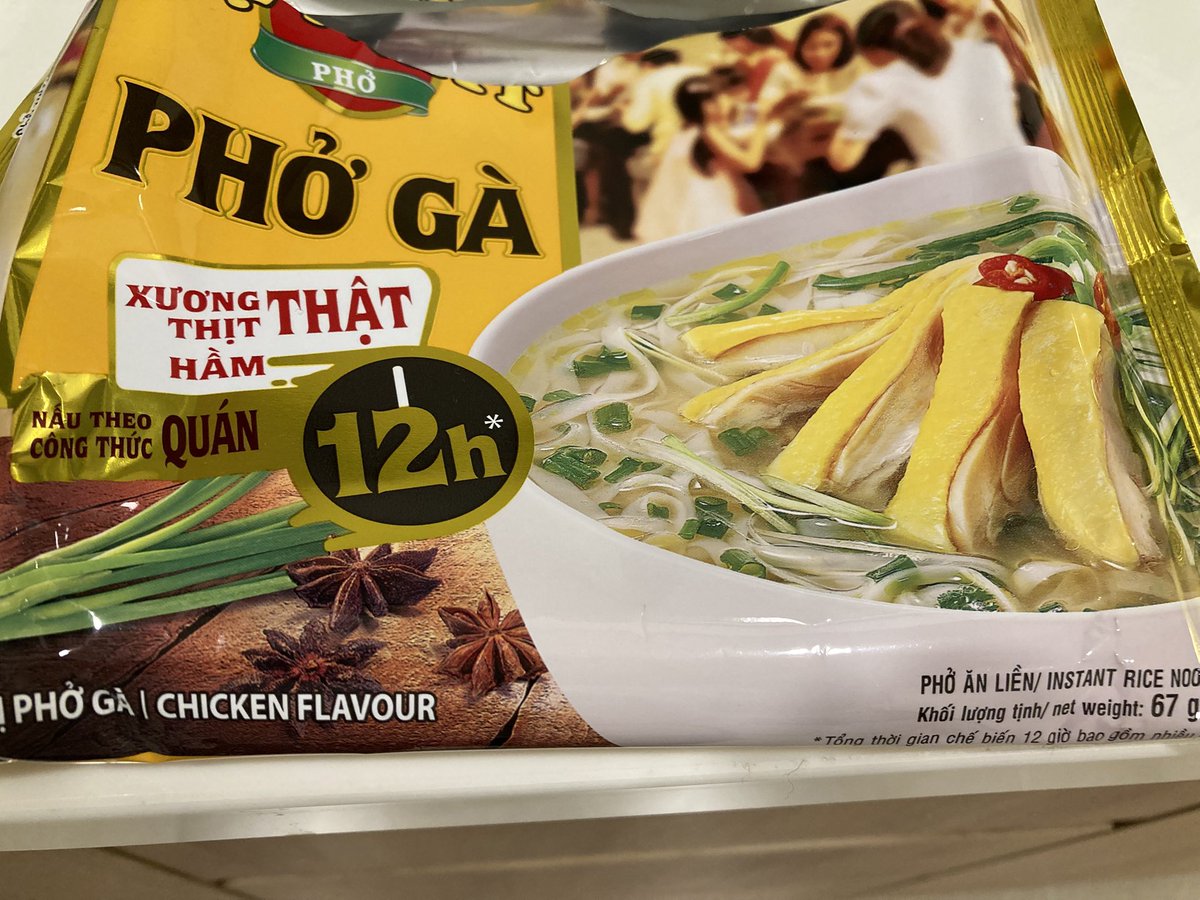 PHỞ
PHỞ GÀ
XƯƠNG
THỊT
THẬT
HẦM
NẤU THEO
CÔNG THỨC
QUÁN
12h*
PHỞ GÀ | CHICKEN FLAVOUR
PHỞ ĂN LIỀN/ INSTANT RICE
Khối lượng tịnh/ net weight: 67 g
*Tổng thời gian chế biến 12 giờ bao gồm nhiều